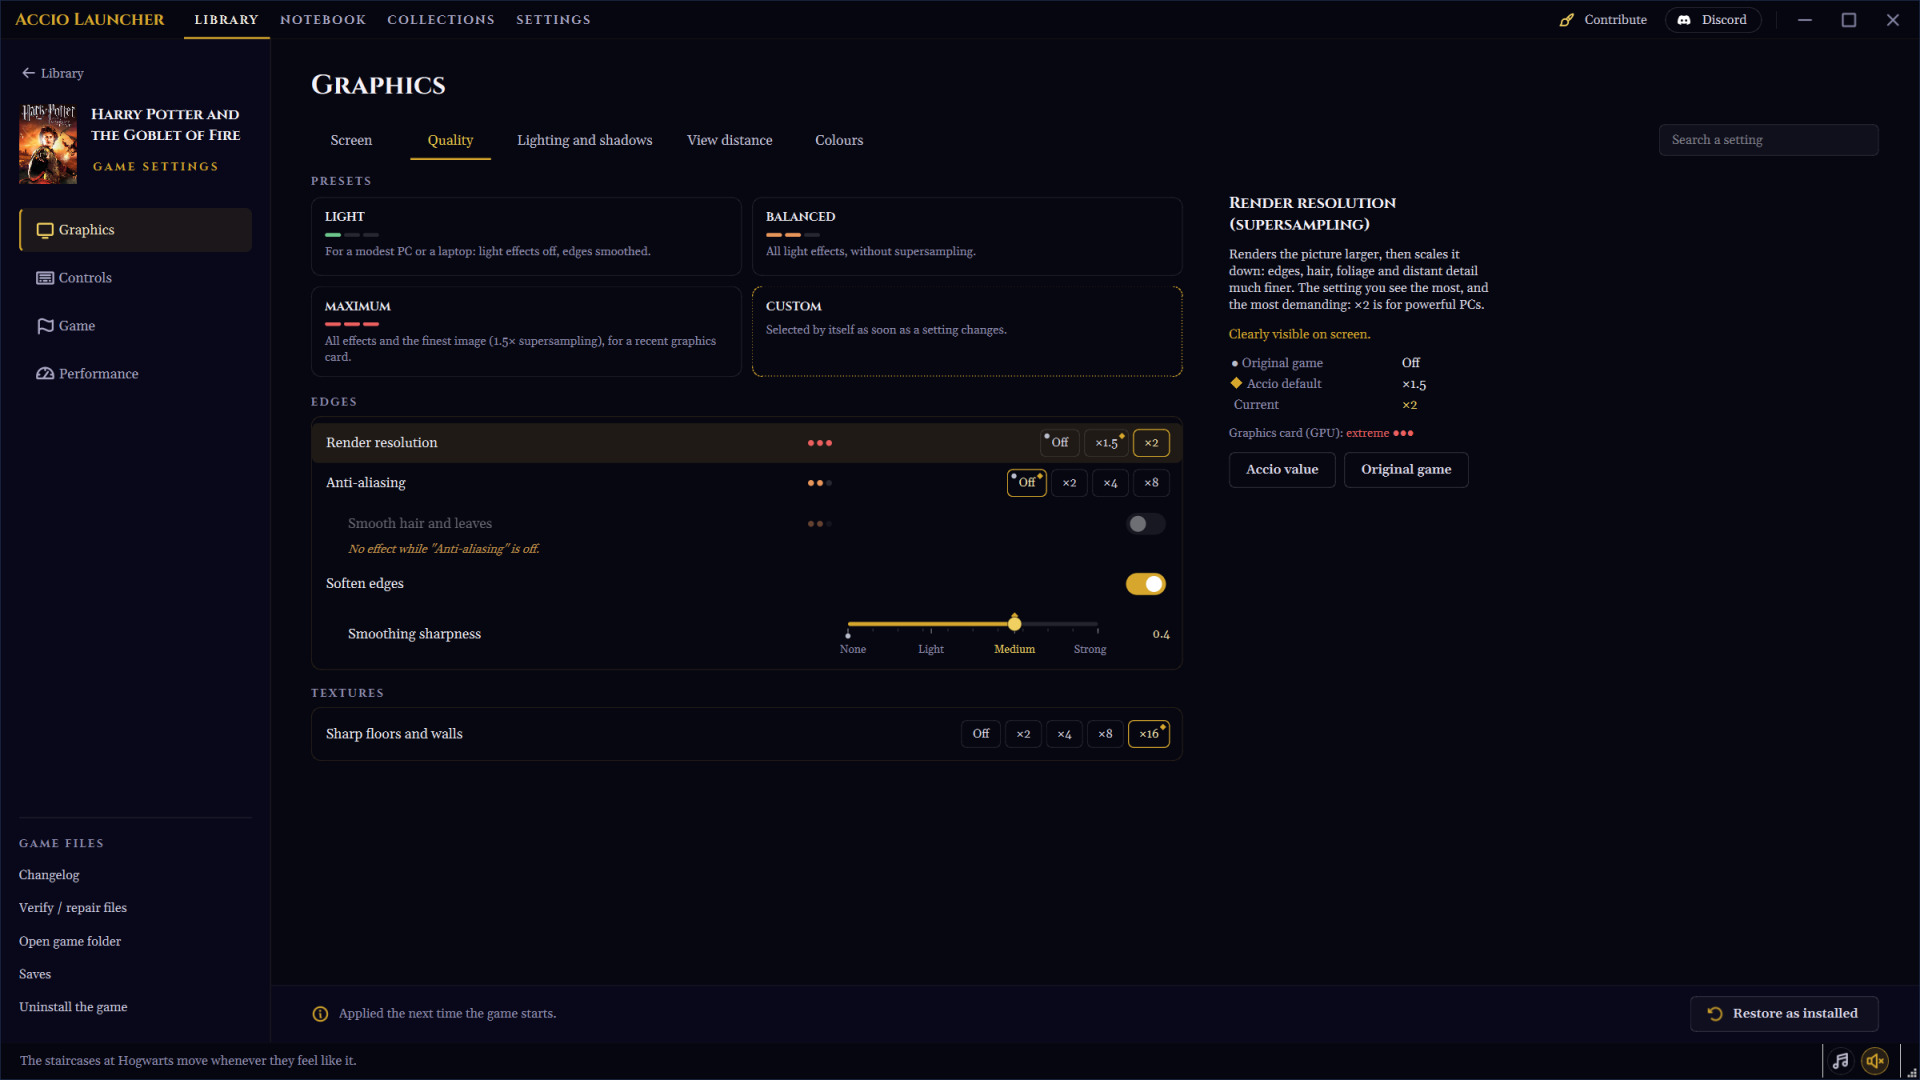 ACCIO LAUNCHER
LIBRARY
NOTEBOOK
COLLECTIONS
SETTINGS
Contribute
Discord
Library
Harry Potter
HARRY POTTER AND
THE GOBLET OF FIRE
GAME SETTINGS
Graphics
Controls
Game
Performance
GAME FILES
Changelog
Verify / repair files
Open game folder
Saves
Uninstall the game
GRAPHICS
Screen
Quality
Lighting and shadows
View distance
Colours
Search a setting
PRESETS
LIGHT
For a modest PC or a laptop: light effects off, edges smoothed.
BALANCED
All light effects, without supersampling.
MAXIMUM
All effects and the finest image (1.5× supersampling), for a recent graphics
card.
CUSTOM
Selected by itself as soon as a setting changes.
EDGES
Render resolution
Off ×1.5 ×2
Anti-aliasing
Off ×2 ×4 ×8
Smooth hair and leaves
No effect while "Anti-aliasing" is off.
Soften edges
Smoothing sharpness
0.4
None Light Medium Strong
TEXTURES
Sharp floors and walls
Off ×2 ×4 ×8 ×16
RENDER RESOLUTION
(SUPERSAMPLING)
Renders the picture larger, then scales it
down: edges, hair, foliage and distant detail
much finer. The setting you see the most, and
the most demanding: ×2 is for powerful PCs.
Clearly visible on screen.
Original game Off
Accio default ×1.5
Current ×2
Graphics card (GPU): extreme
Accio value
Original game
Applied the next time the game starts.
Restore as installed
The staircases at Hogwarts move whenever they feel like it.